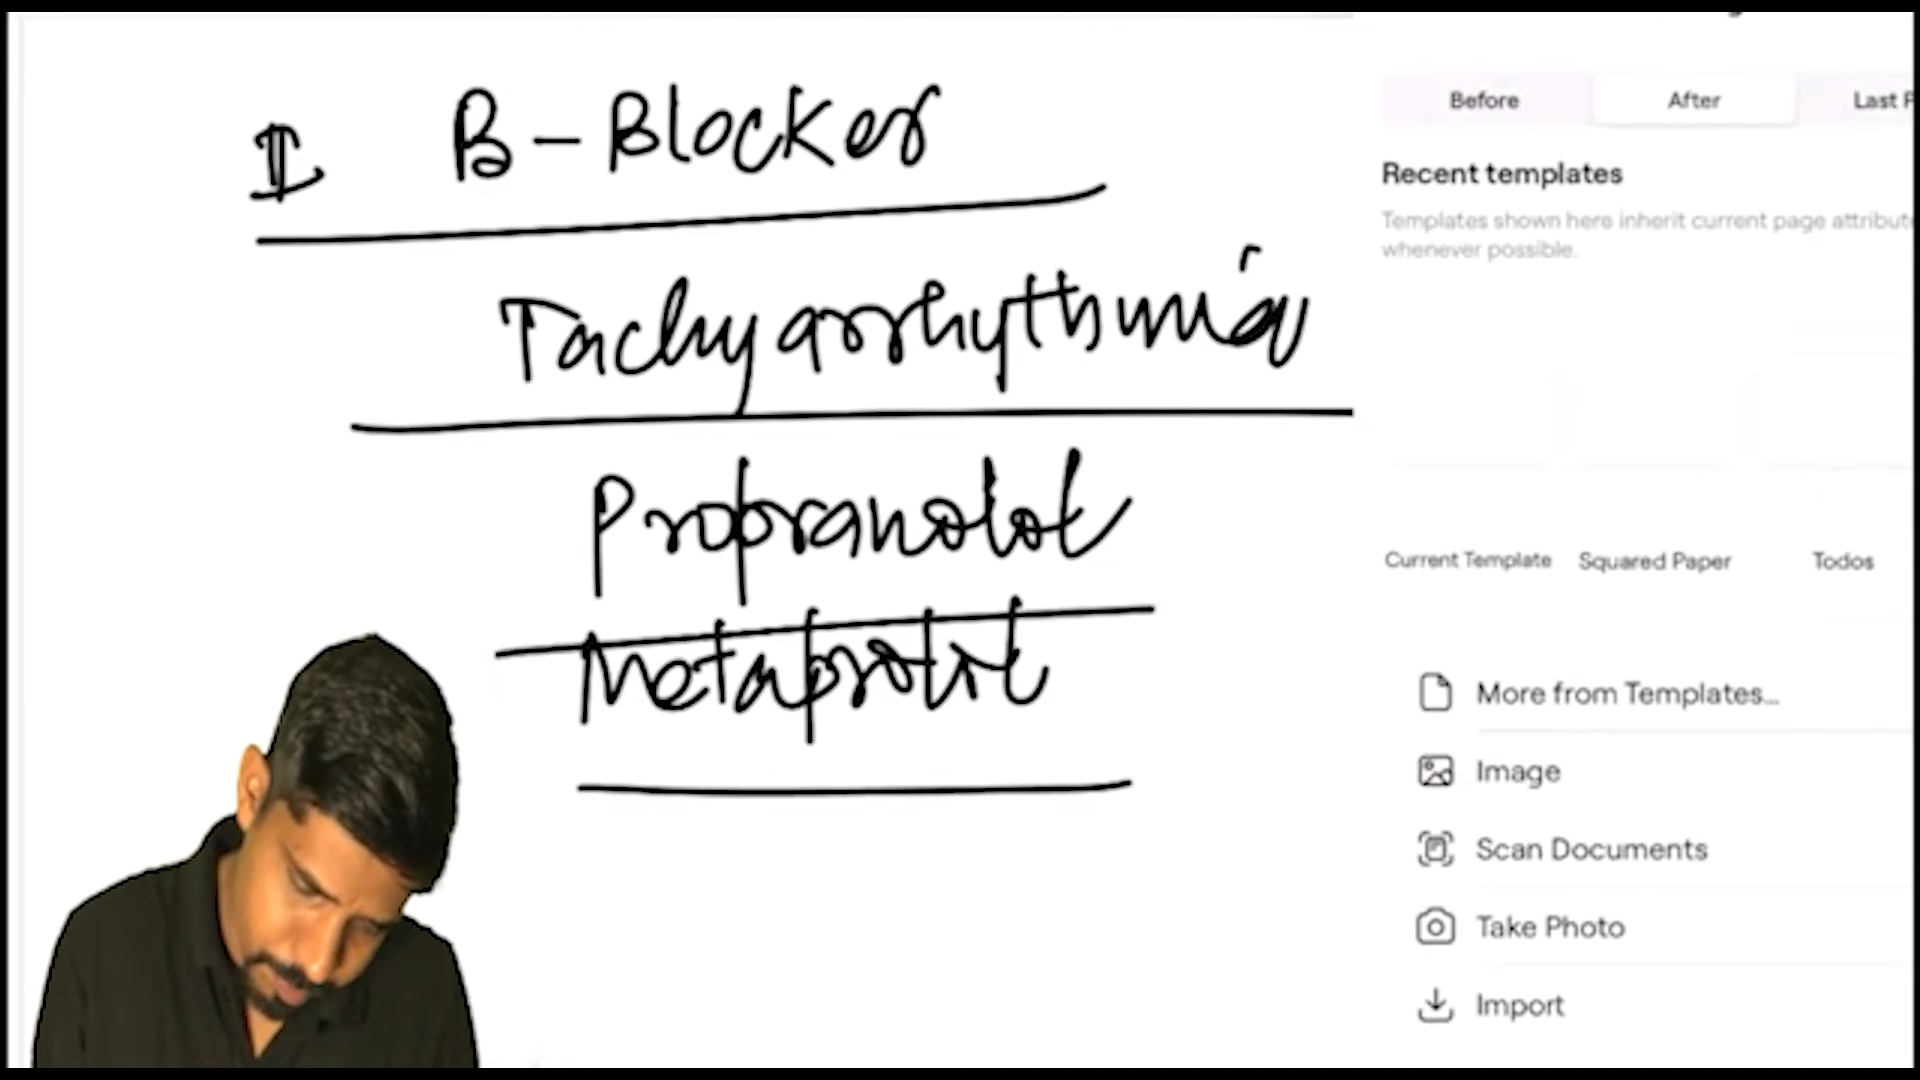 II B-Blocker
Tachyarrhythmia
Propranolol
Metaprolol
Before After Last P
Recent templates
Templates shown here inherit current page attribute
whenever possible.
Current Template Squared Paper Todos
More from Templates...
Image
Scan Documents
Take Photo
Import